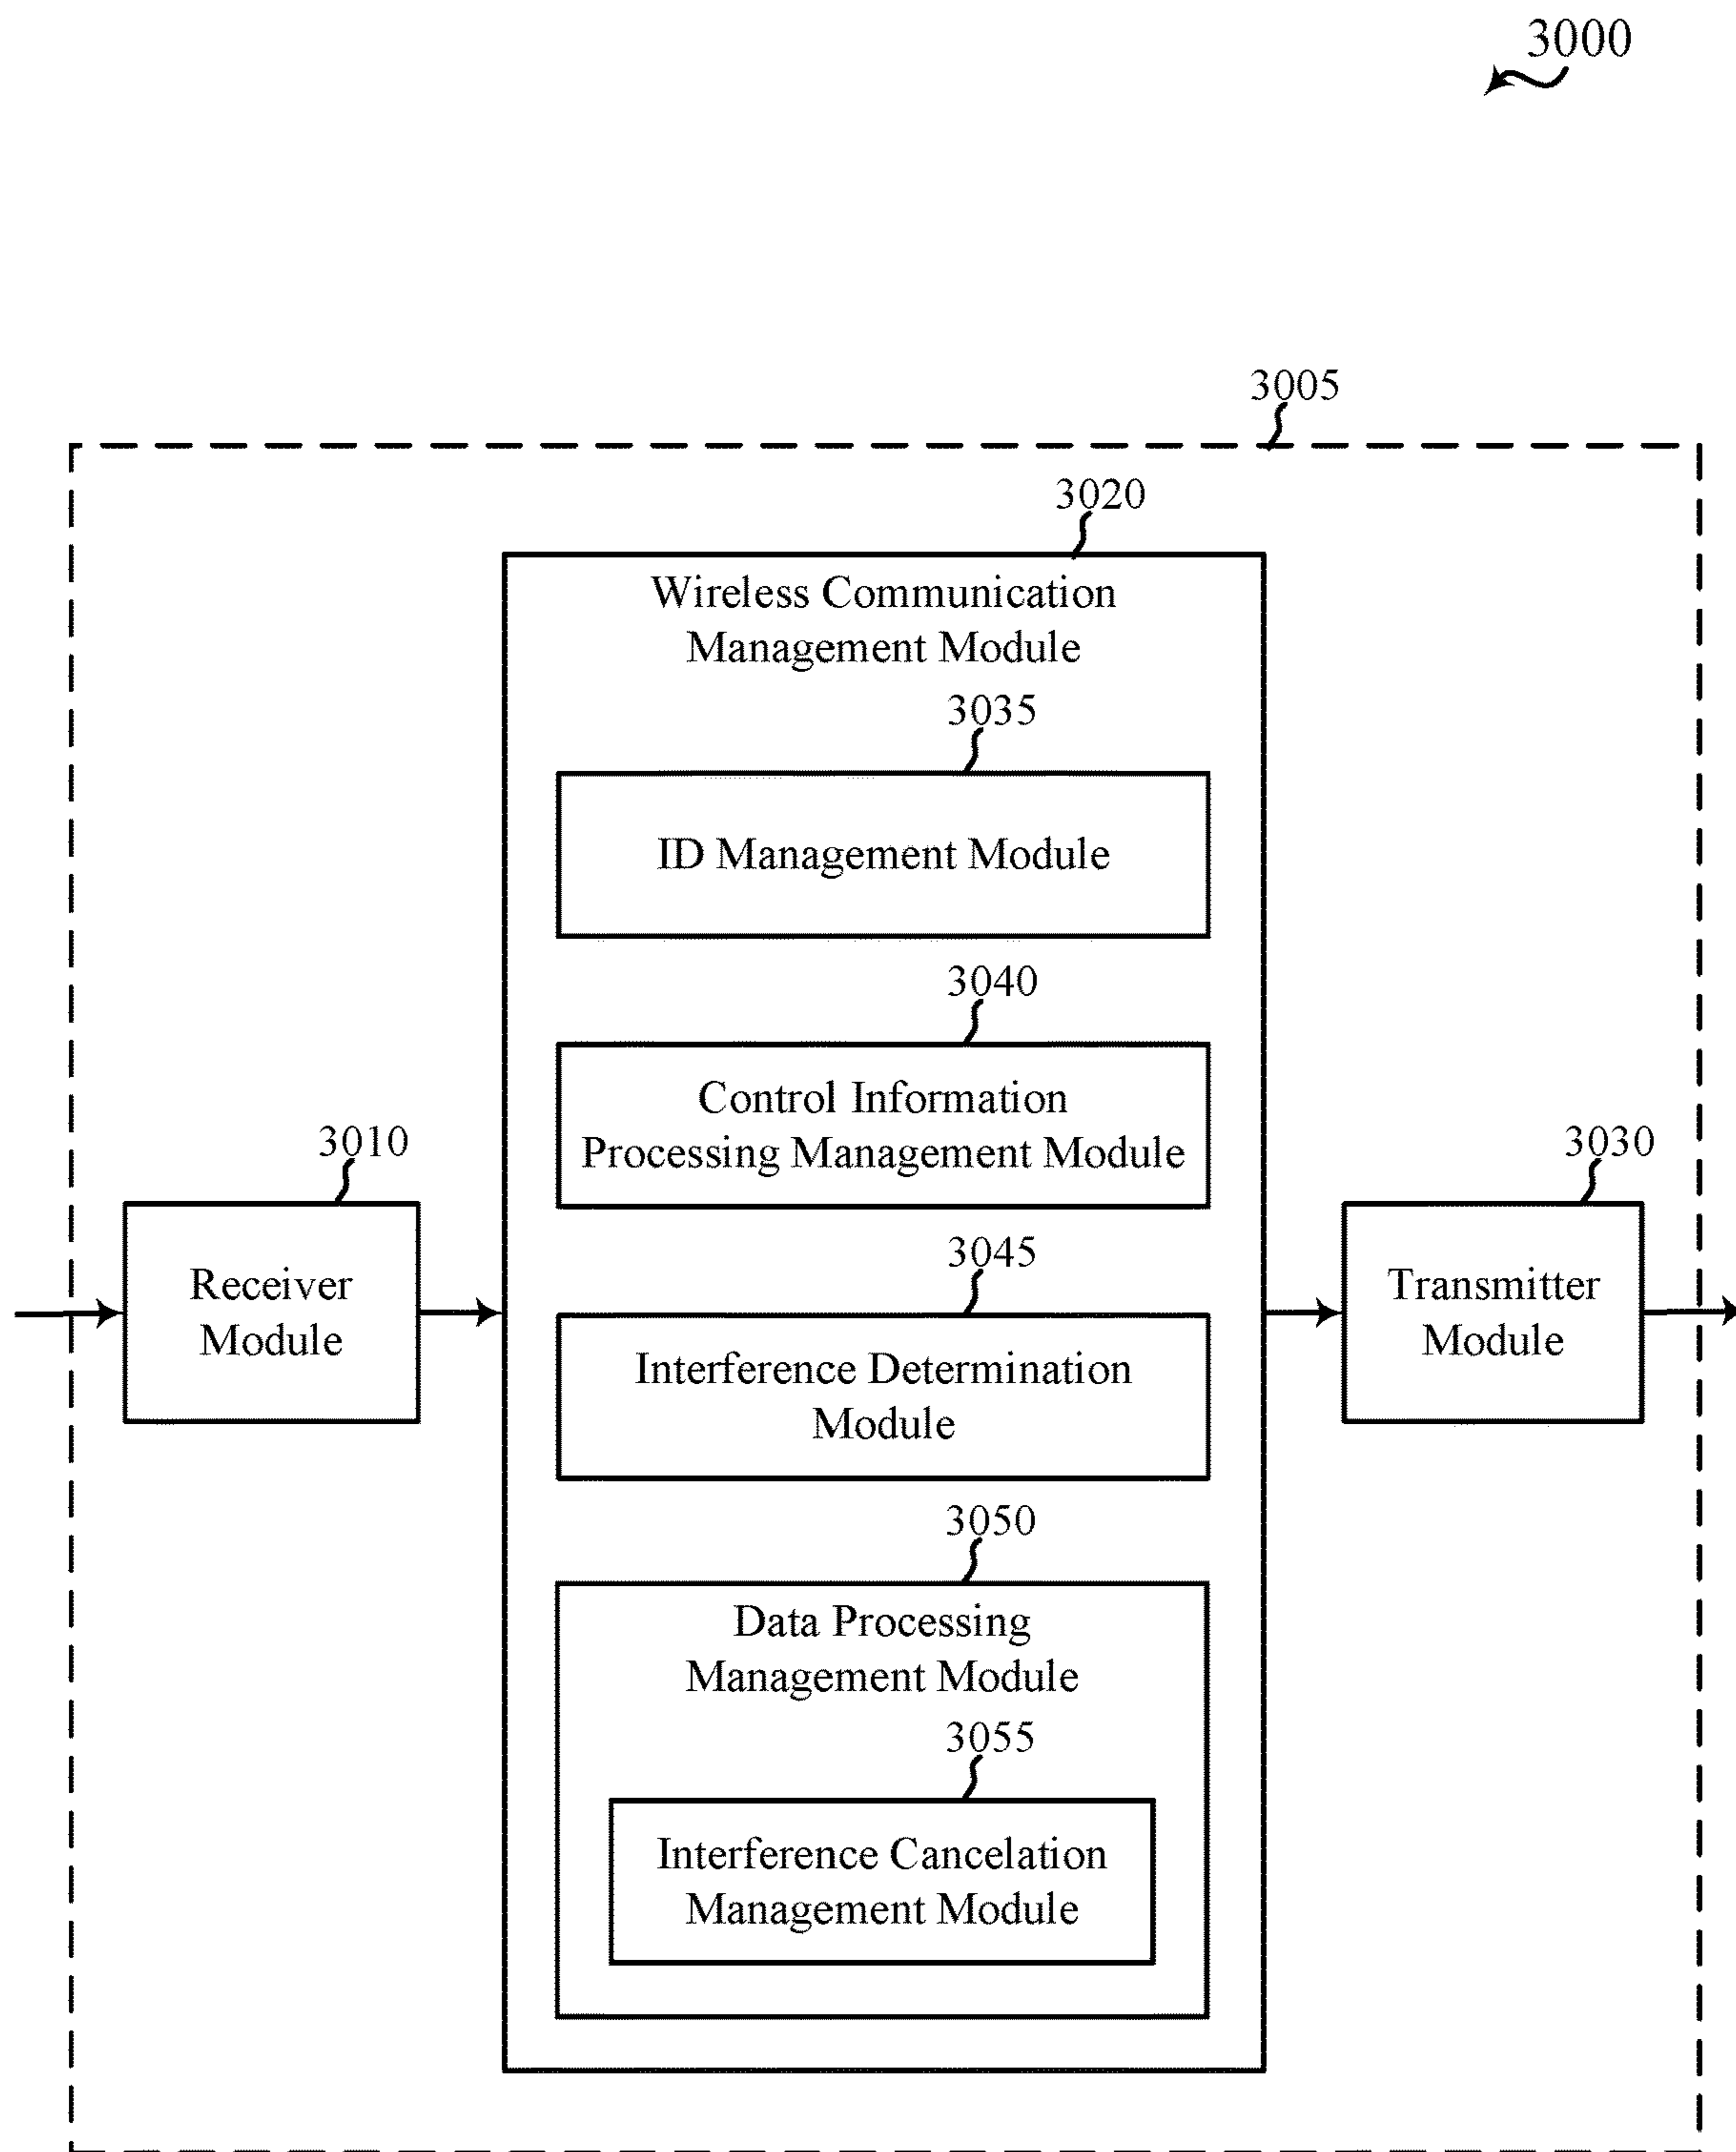 3000
3005
3020
Wireless Communication
Management Module
3035
ID Management Module
3040
Control Information
Processing Management Module
3010
Receiver
Module
3045
Interference Determination
Module
3030
Transmitter
Module
3050
Data Processing
Management Module
3055
Interference Cancelation
Management Module